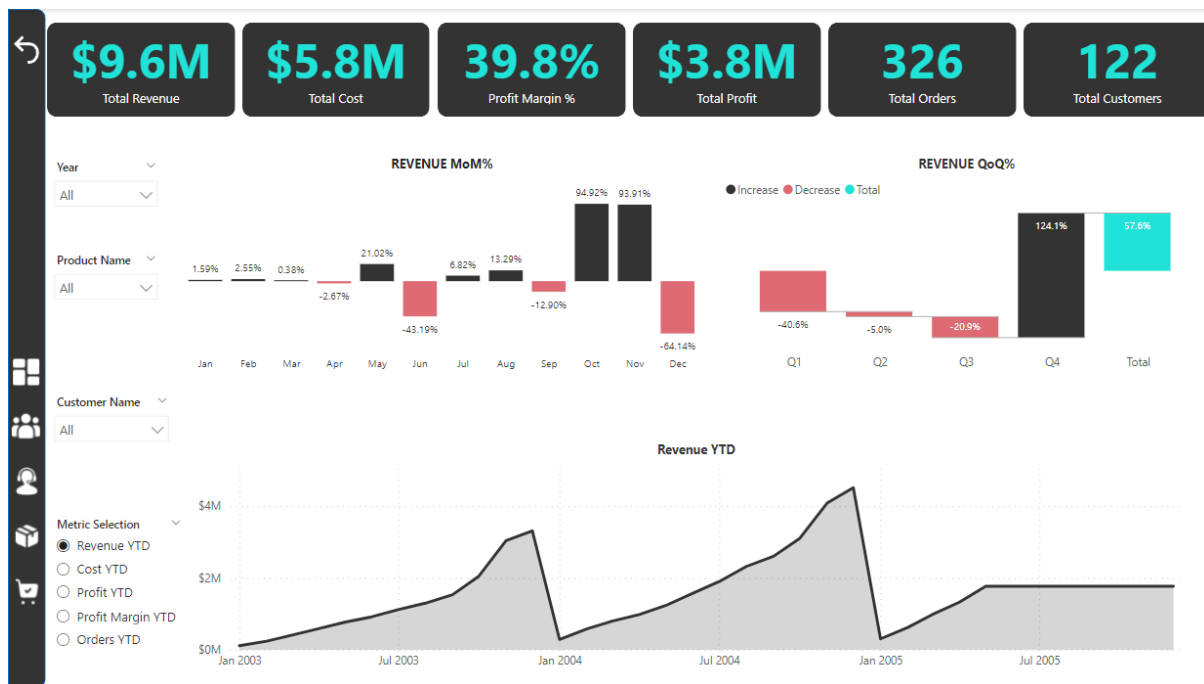 $9.6M
Total Revenue
$5.8M
Total Cost
39.8%
Profit Margin %
$3.8M
Total Profit
326
Total Orders
122
Total Customers
Year
All
Product Name
All
Customer Name
All
Metric Selection
Revenue YTD
Cost YTD
Profit YTD
Profit Margin YTD
Orders YTD
REVENUE MoM%
94.92%
93.91%
21.02%
13.29%
6.82%
1.59%
2.55%
0.38%
-2.67%
-12.90%
-43.19%
-64.14%
Jan Feb Mar Apr May Jun Jul Aug Sep Oct Nov Dec
REVENUE QoQ%
Increase Decrease Total
124.1%
57.6%
-40.6%
-5.0%
-20.9%
Q1 Q2 Q3 Q4 Total
Revenue YTD
$4M
$2M
$0M
Jan 2003 Jul 2003 Jan 2004 Jul 2004 Jan 2005 Jul 2005